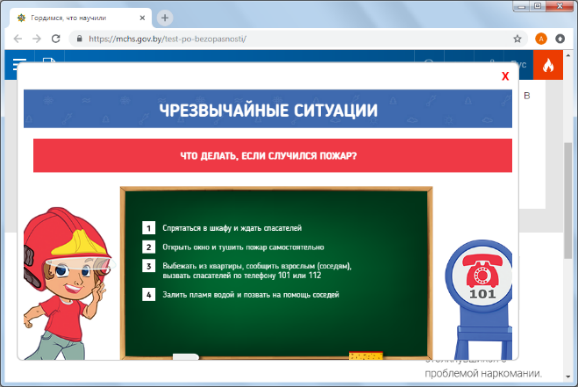 Гордимся, что научили
https://mchs.gov.by/test-po-bezopasnosti/
А
X
ЧРЕЗВЫЧАЙНЫЕ СИТУАЦИИ
в
ЧТО ДЕЛАТЬ, ЕСЛИ СЛУЧИЛСЯ ПОЖАР?
1 Спрятаться в шкафу и ждать спасателей
2 Открыть окно и тушить пожар самостоятельно
3 Выбежать из квартиры, сообщить взрослым (соседям),
вызвать спасателей по телефону 101 или 112
4 Залить пламя водой и позвать на помощь соседей
101
проблемой наркомании.